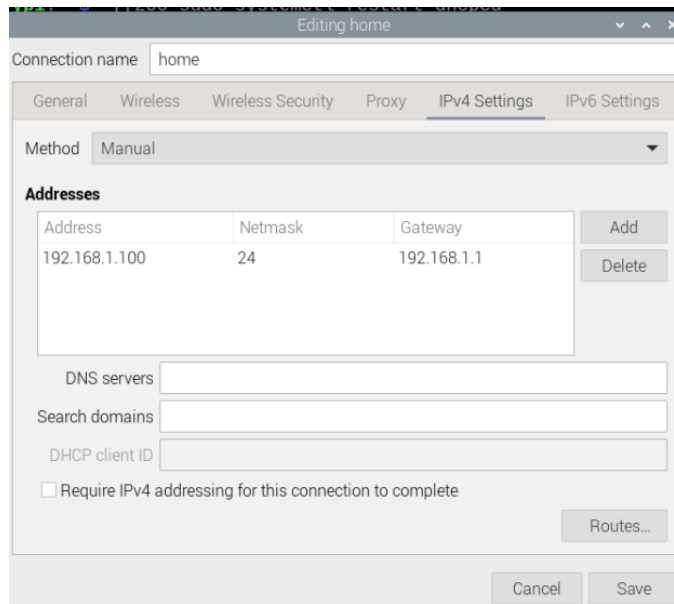 Editing home
Connection name home
General Wireless Wireless Security Proxy IPv4 Settings IPv6 Settings
Method Manual
Addresses
Address Netmask Gateway Add
192.168.1.100 24 192.168.1.1
Delete
DNS servers
Search domains
DHCP client ID
Require IPv4 addressing for this connection to complete
Routes...
Cancel Save